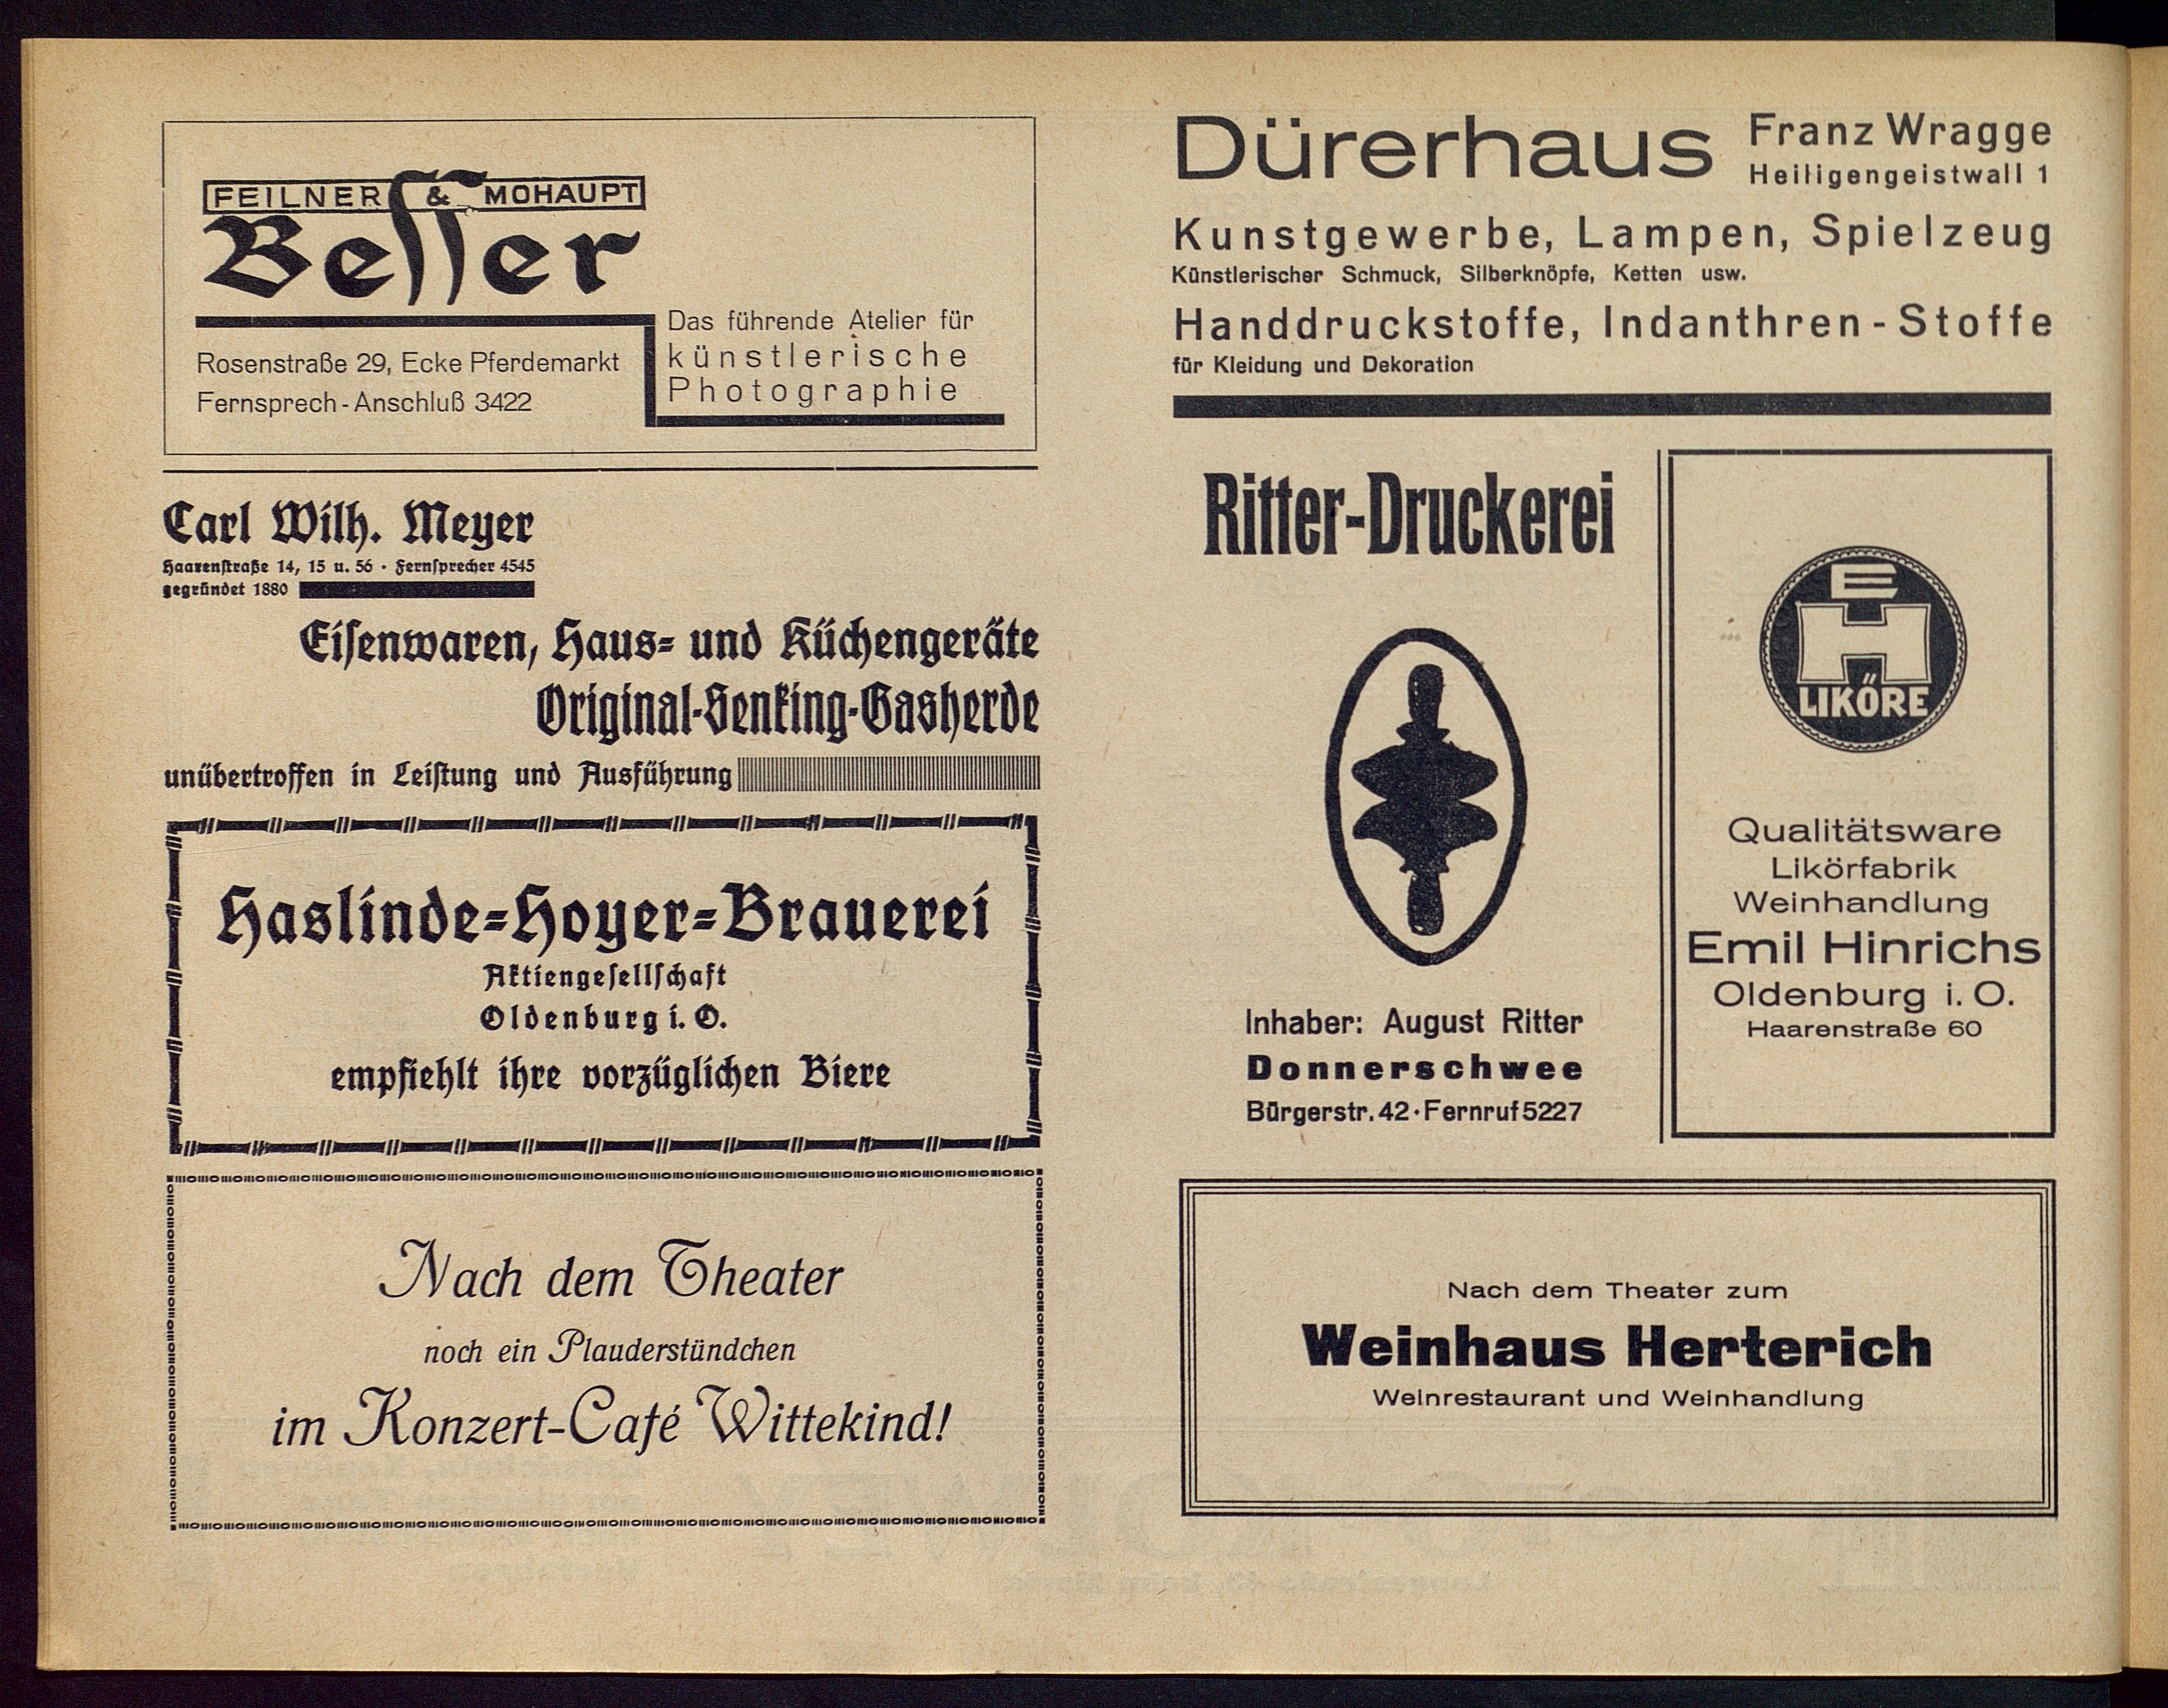 FEILNER & MOHAUPT
Besser
Das führende Atelier für
künstlerische
Photographie
Rosenstraße 29, Ecke Pferdemarkt
Fernsprech-Anschluß 3422
Carl Wilh. Meyer
Haarenstraße 14, 15 u. 56 · Fernsprecher 4545
gegründet 1880
Eisenwaren, Haus- und Küchengeräte
Original-Senking-Gasherde
unübertroffen in Leistung und Ausführung
Haslinde-Hoyer-Brauerei
Aktiengesellschaft
Oldenburg i. O.
empfiehlt ihre vorzüglichen Biere
Nach dem Theater
noch ein Plauderstündchen
im Konzert-Café Wittekind!
Dürerhaus
Franz Wragge
Heiligengeistwall 1
Kunstgewerbe, Lampen, Spielzeug
Künstlerischer Schmuck, Silberknöpfe, Ketten usw.
Handdruckstoffe, Indanthren-Stoffe
für Kleidung und Dekoration
Ritter-Druckerei
Inhaber: August Ritter
Donnerschwee
Bürgerstr. 42 · Fernruf 5227
E
H
LIKÖRE
Qualitätsware
Likörfabrik
Weinhandlung
Emil Hinrichs
Oldenburg i. O.
Haarenstraße 60
Nach dem Theater zum
Weinhaus Herterich
Weinrestaurant und Weinhandlung